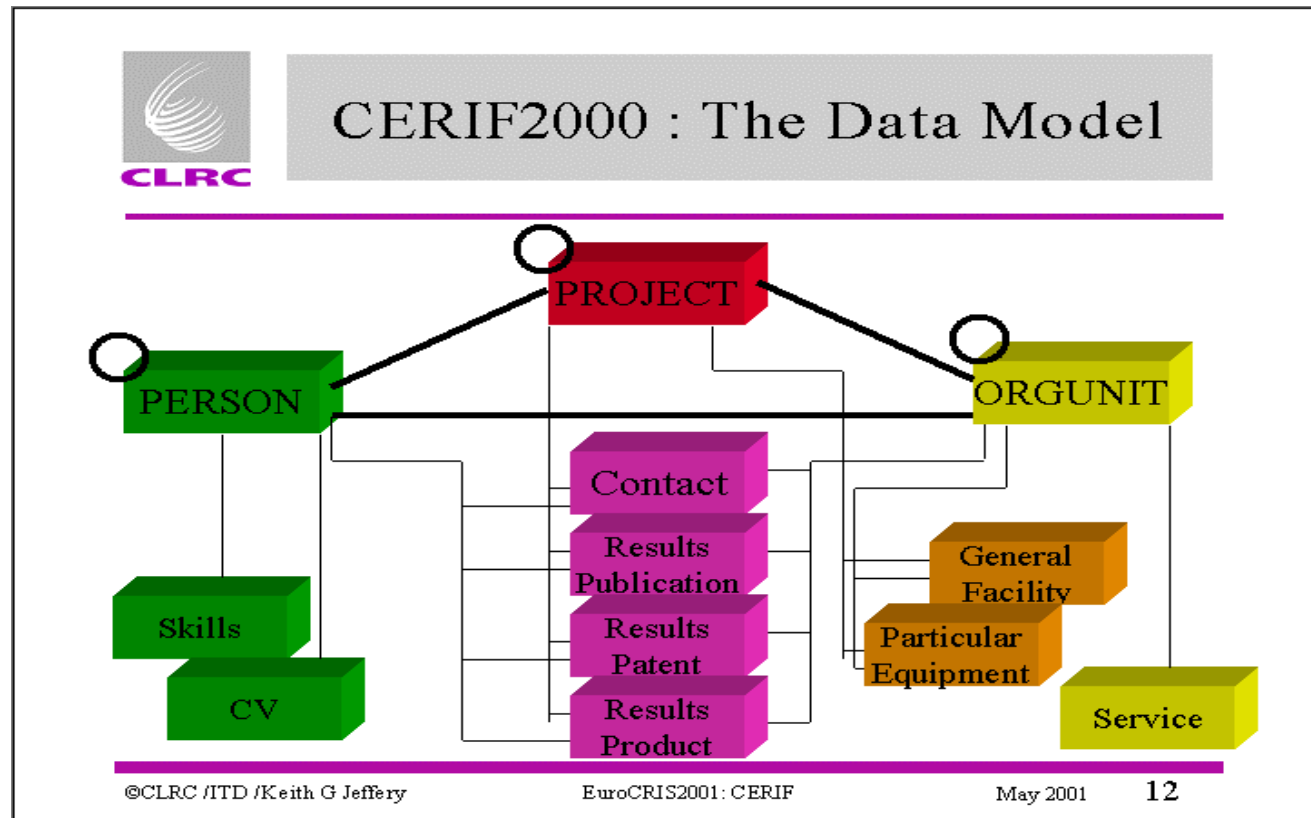 CERIF2000 : The Data Model
CLRC
PROJECT
PERSON
ORGUNIT
Contact
Results
Publication
Results
Patent
Results
Product
General
Facility
Particular
Equipment
Skills
CV
Service
©CLRC /ITD /Keith G Jeffery
EuroCRIS2001: CERIF
May 2001
12